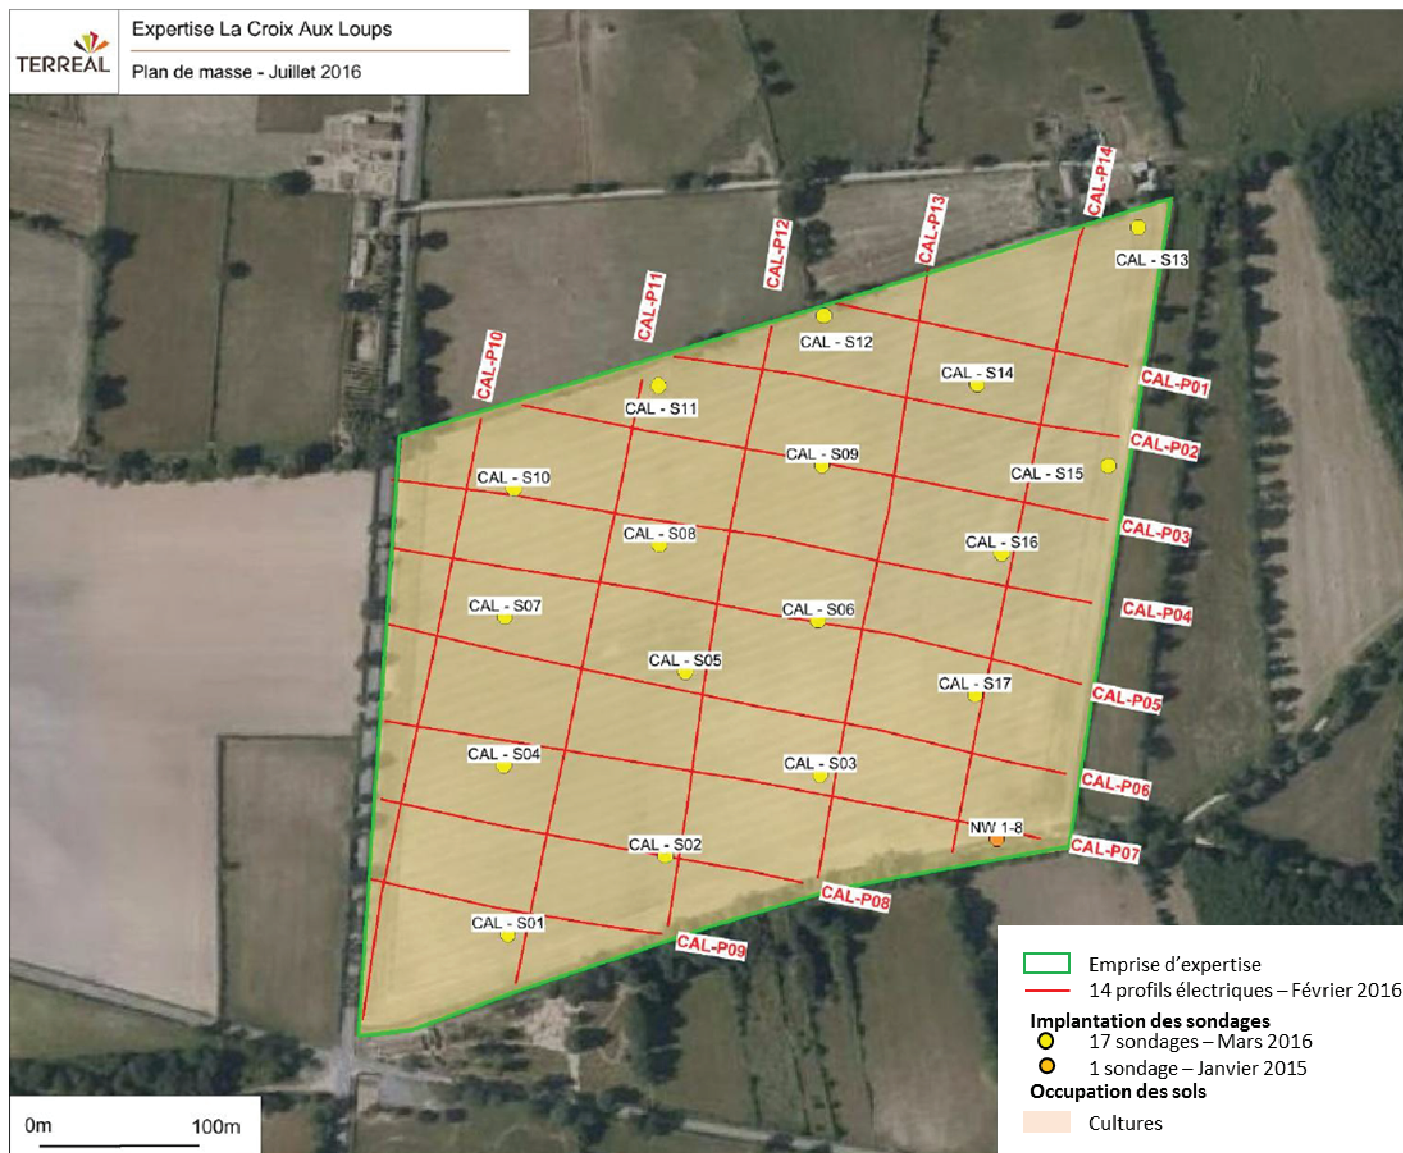 TERREAL
Expertise La Croix Aux Loups
Plan de masse - Juillet 2016
CAL-P14
CAL-P13
CAL-P12
CAL - S13
CAL-P11
CAL - S12
CAL-P10
CAL - S14
CAL-P01
CAL - S11
CAL-P02
CAL - S09
CAL - S15
CAL - S10
CAL-P03
CAL - S08
CAL - S16
CAL - S07
CAL - S06
CAL-P04
CAL - S05
CAL - S17
CAL-P05
CAL - S04
CAL - S03
CAL-P06
NW 1-8
CAL - S02
CAL-P07
CAL-P08
CAL - S01
CAL-P09
Emprise d'expertise
14 profils électriques – Février 2016
Implantation des sondages
17 sondages – Mars 2016
1 sondage – Janvier 2015
Occupation des sols
Cultures
0m 100m